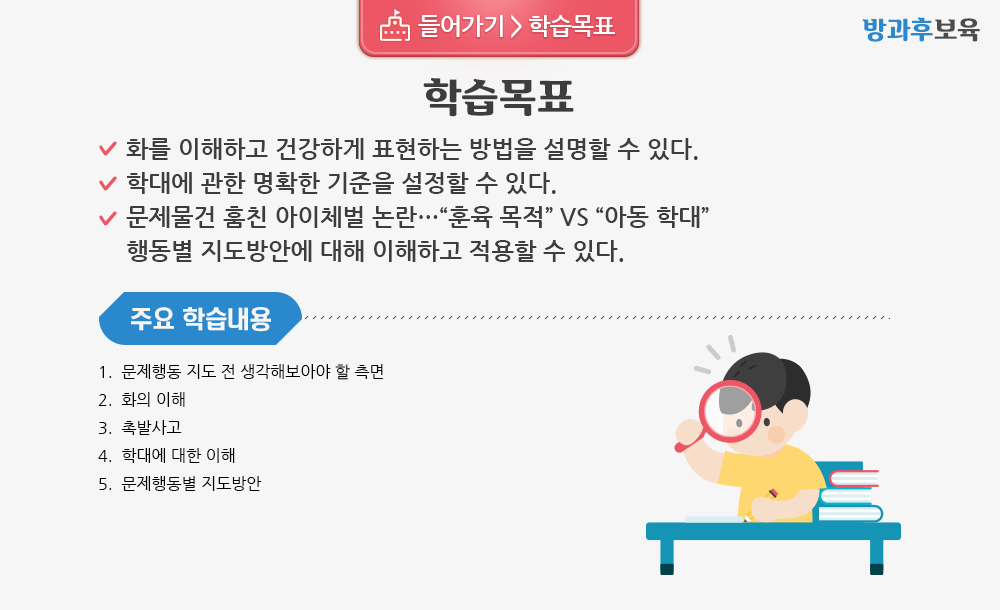 들어가기 > 학습목표
방과후보육
학습목표
화를 이해하고 건강하게 표현하는 방법을 설명할 수 있다.
학대에 관한 명확한 기준을 설정할 수 있다.
문제물건 훔친 아이체벌 논란…“훈육 목적” VS “아동 학대”
행동별 지도방안에 대해 이해하고 적용할 수 있다.
주요 학습내용
1. 문제행동 지도 전 생각해보아야 할 측면
2. 화의 이해
3. 촉발사고
4. 학대에 대한 이해
5. 문제행동별 지도방안